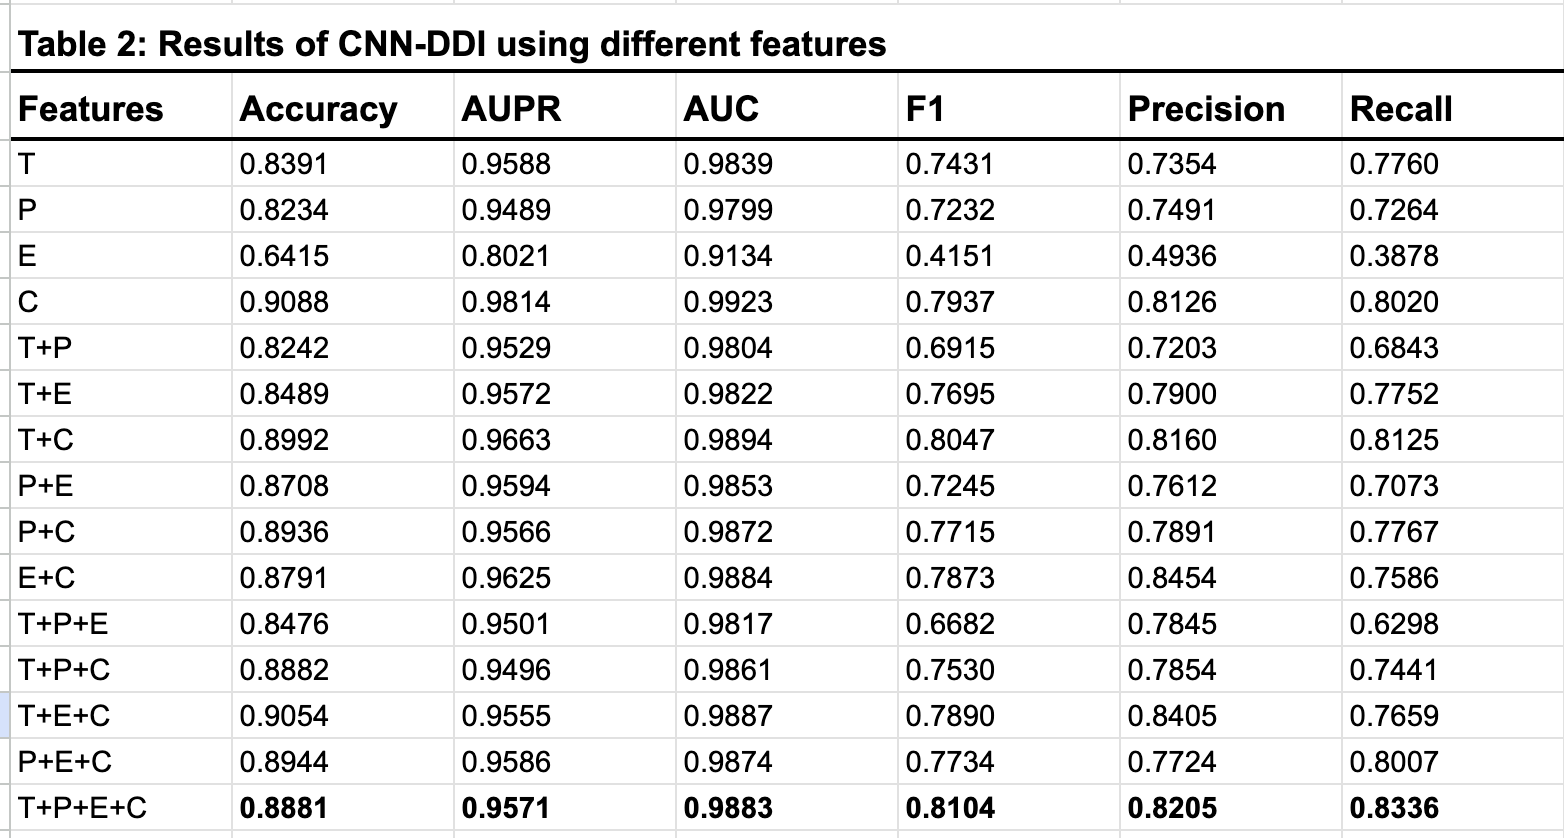 Table 2: Results of CNN-DDI using different features
Features Accuracy AUPR AUC F1 Precision Recall
T 0.8391 0.9588 0.9839 0.7431 0.7354 0.7760
P 0.8234 0.9489 0.9799 0.7232 0.7491 0.7264
E 0.6415 0.8021 0.9134 0.4151 0.4936 0.3878
C 0.9088 0.9814 0.9923 0.7937 0.8126 0.8020
T+P 0.8242 0.9529 0.9804 0.6915 0.7203 0.6843
T+E 0.8489 0.9572 0.9822 0.7695 0.7900 0.7752
T+C 0.8992 0.9663 0.9894 0.8047 0.8160 0.8125
P+E 0.8708 0.9594 0.9853 0.7245 0.7612 0.7073
P+C 0.8936 0.9566 0.9872 0.7715 0.7891 0.7767
E+C 0.8791 0.9625 0.9884 0.7873 0.8454 0.7586
T+P+E 0.8476 0.9501 0.9817 0.6682 0.7845 0.6298
T+P+C 0.8882 0.9496 0.9861 0.7530 0.7854 0.7441
T+E+C 0.9054 0.9555 0.9887 0.7890 0.8405 0.7659
P+E+C 0.8944 0.9586 0.9874 0.7734 0.7724 0.8007
T+P+E+C 0.8881 0.9571 0.9883 0.8104 0.8205 0.8336